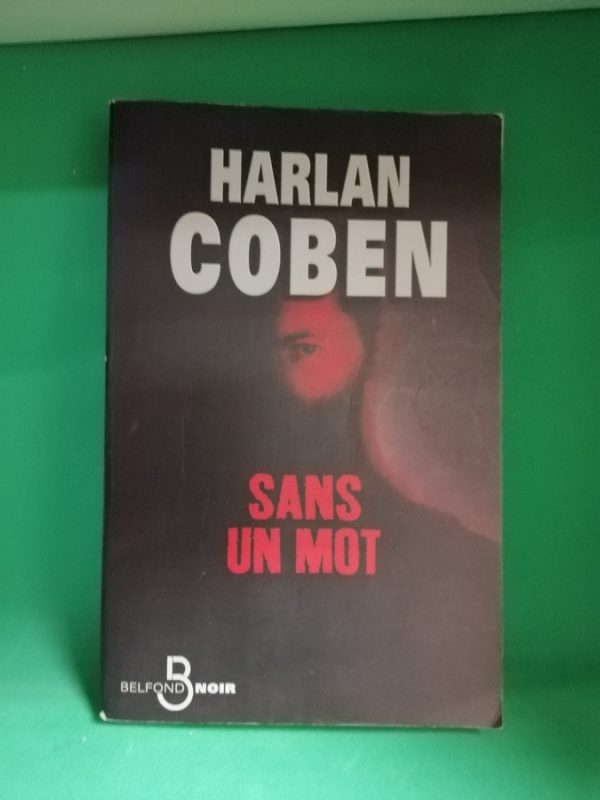 HARLAN
COBEN
SANS
UN MOT
BELFOND NOIR